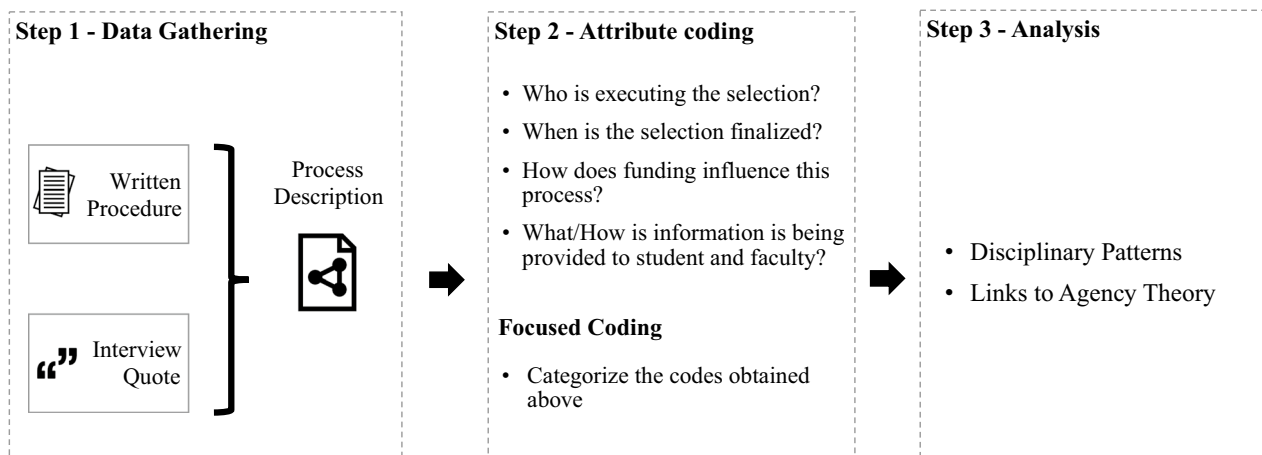 Step 1 - Data Gathering
Written
Procedure
Interview
Quote
Process
Description
Step 2 - Attribute coding
• Who is executing the selection?
• When is the selection finalized?
• How does funding influence this
process?
• What/How is information is being
provided to student and faculty?
Focused Coding
• Categorize the codes obtained
above
Step 3 - Analysis
• Disciplinary Patterns
• Links to Agency Theory